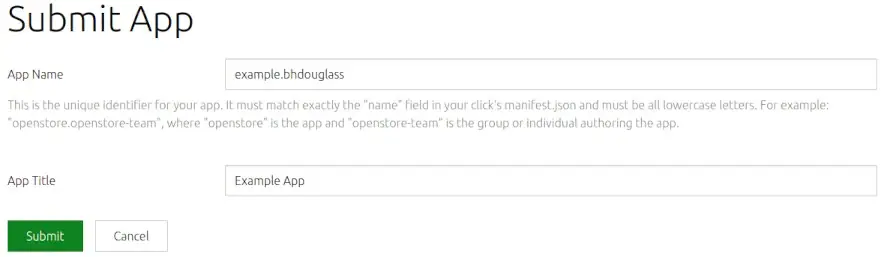 Submit App
App Name
example.bhdouglass
This is the unique identifier for your app. It must match exactly the "name" field in your click's manifest.json and must be all lowercase letters. For example:
"openstore.openstore-team", where "openstore" is the app and "openstore-team" is the group or individual authoring the app.
App Title
Example App
Submit
Cancel